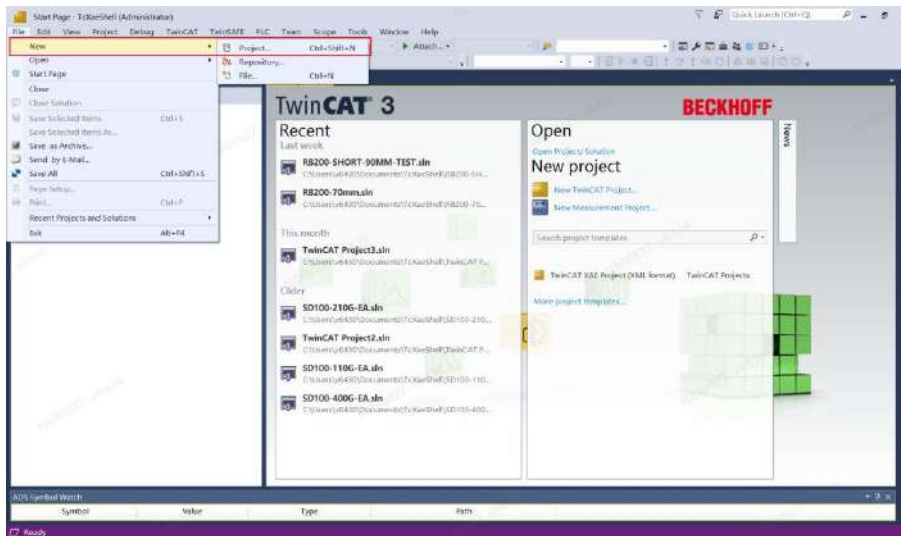 Start Page - TcXaeShell (Administrator)
Quick Launch (Ctrl+Q)
File Edit View Project Debug TwinCAT TwinSAFE PLC Team Scope Tools Window Help
New
Project... Ctrl+Shift+N
Attach...
Open
Repository...
Start Page
File... Ctrl+N
Close
Close Solution
Save Selected Items Ctrl+S
Save Selected Items As...
Save as Archive...
Send by E-Mail...
Save All Ctrl+Shift+S
Page Setup...
Print... Ctrl+P
Recent Projects and Solutions
Exit Alt+F4
TwinCAT 3
BECKHOFF
Recent
Last week
RB200-SHORT-90MM-TEST.sln
RB200-70mm.sln
This month
TwinCAT Project3.sln
Older
SD100-210G-EA.sln
TwinCAT Project2.sln
SD100-110G-EA.sln
SD100-400G-EA.sln
Open
Open Project/Solution
New project
New TwinCAT Project...
New Measurement Project...
Search project templates
TwinCAT XAE Project (XML format) TwinCAT Projects
More project templates...
News
ADS Symbol Watch
Symbol Value Type Path
Ready